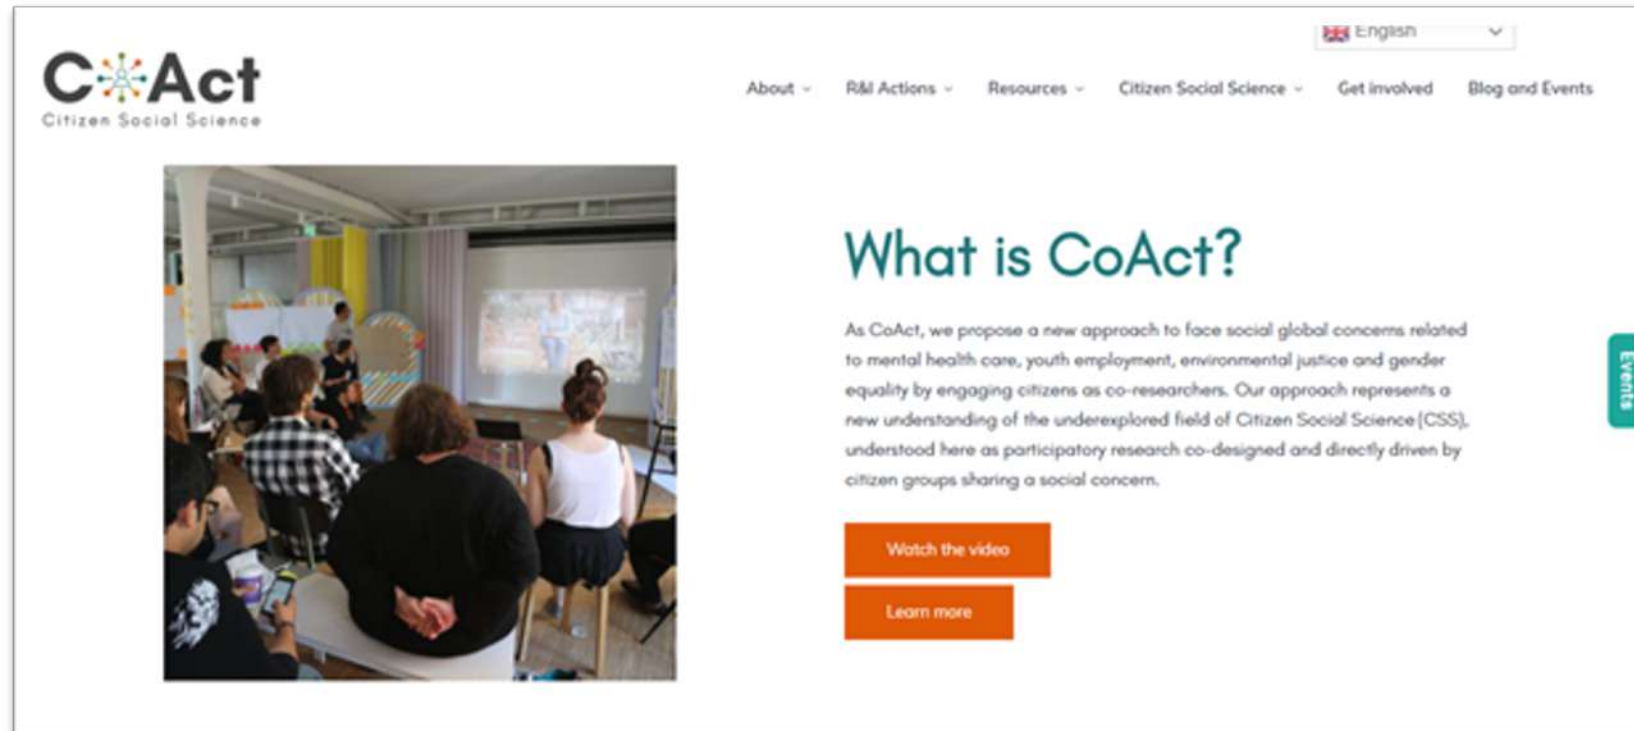 English
C Act
Citizen Social Science
About
R&I Actions
Resources
Citizen Social Science
Get involved
Blog and Events
What is CoAct?
As CoAct, we propose a new approach to face social global concerns related
to mental health care, youth employment, environmental justice and gender
equality by engaging citizens as co-researchers. Our approach represents a
new understanding of the underexplored field of Citizen Social Science (CSS),
understood here as participatory research co-designed and directly driven by
citizen groups sharing a social concern.
Watch the video
Learn more
Events